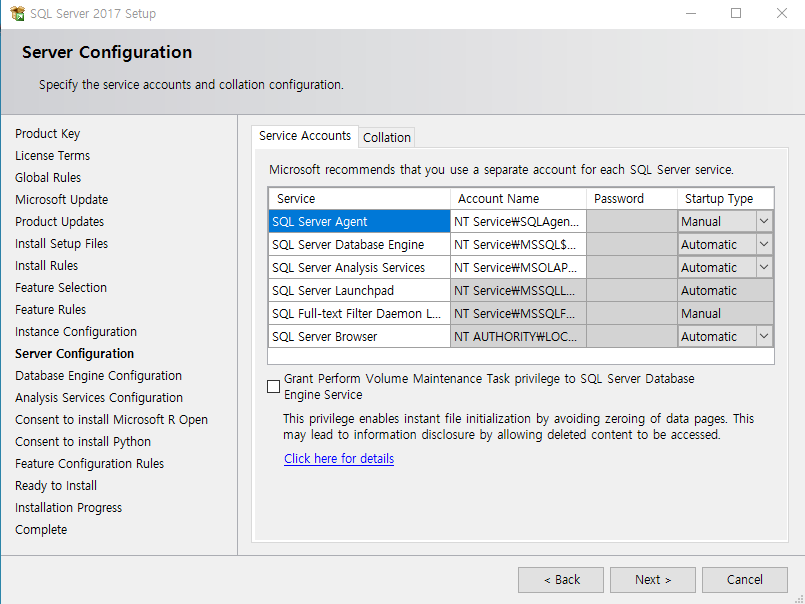 SQL Server 2017 Setup
Server Configuration
Specify the service accounts and collation configuration.
Product Key
License Terms
Global Rules
Microsoft Update
Product Updates
Install Setup Files
Install Rules
Feature Selection
Feature Rules
Instance Configuration
Server Configuration
Database Engine Configuration
Analysis Services Configuration
Consent to install Microsoft R Open
Consent to install Python
Feature Configuration Rules
Ready to Install
Installation Progress
Complete
Service Accounts Collation
Microsoft recommends that you use a separate account for each SQL Server service.
Service Account Name Password Startup Type
SQL Server Agent NT Service₩SQLAgen... Manual
SQL Server Database Engine NT Service₩MSSQL$... Automatic
SQL Server Analysis Services NT Service₩MSOLAP... Automatic
SQL Server Launchpad NT Service₩MSSQLL... Automatic
SQL Full-text Filter Daemon L... NT Service₩MSSQLF... Manual
SQL Server Browser NT AUTHORITY₩LOC... Automatic
Grant Perform Volume Maintenance Task privilege to SQL Server Database
Engine Service
This privilege enables instant file initialization by avoiding zeroing of data pages. This
may lead to information disclosure by allowing deleted content to be accessed.
Click here for details
< Back Next > Cancel